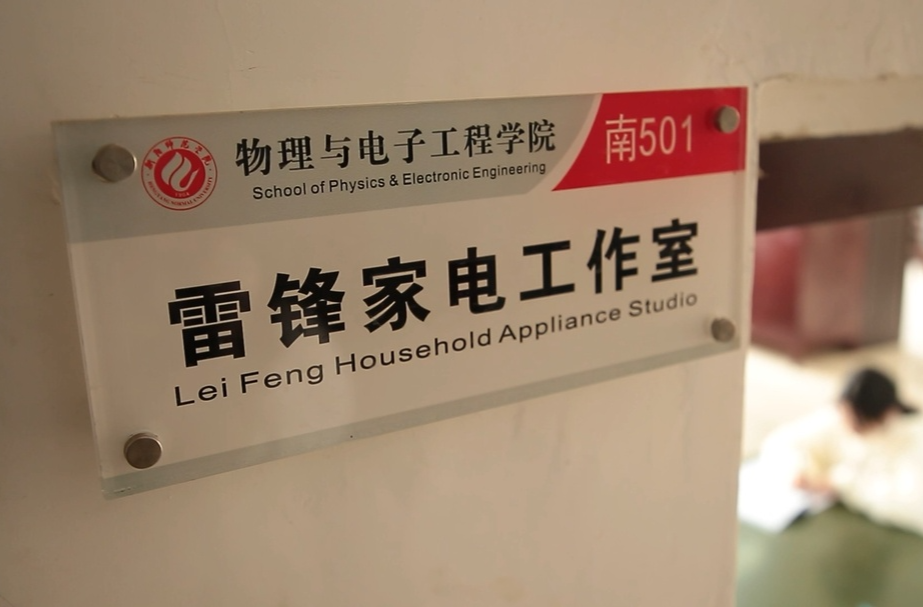 物理与电子工程学院
School of Physics & Electronic Engineering
南501
雷锋家电工作室
Lei Feng Household Appliance Studio